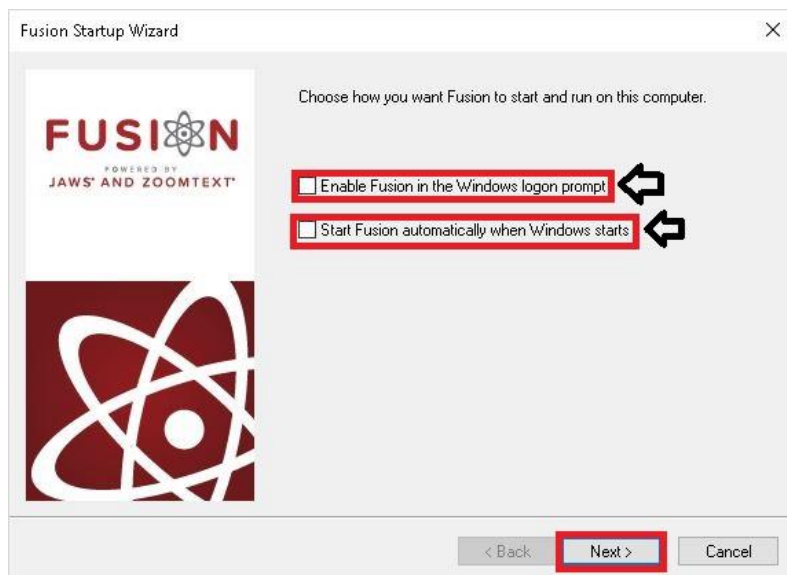 Fusion Startup Wizard
Choose how you want Fusion to start and run on this computer.
FUSION
POWERED BY
JAWS® AND ZOOMTEXT®
Enable Fusion in the Windows logon prompt
Start Fusion automatically when Windows starts
< Back
Next >
Cancel